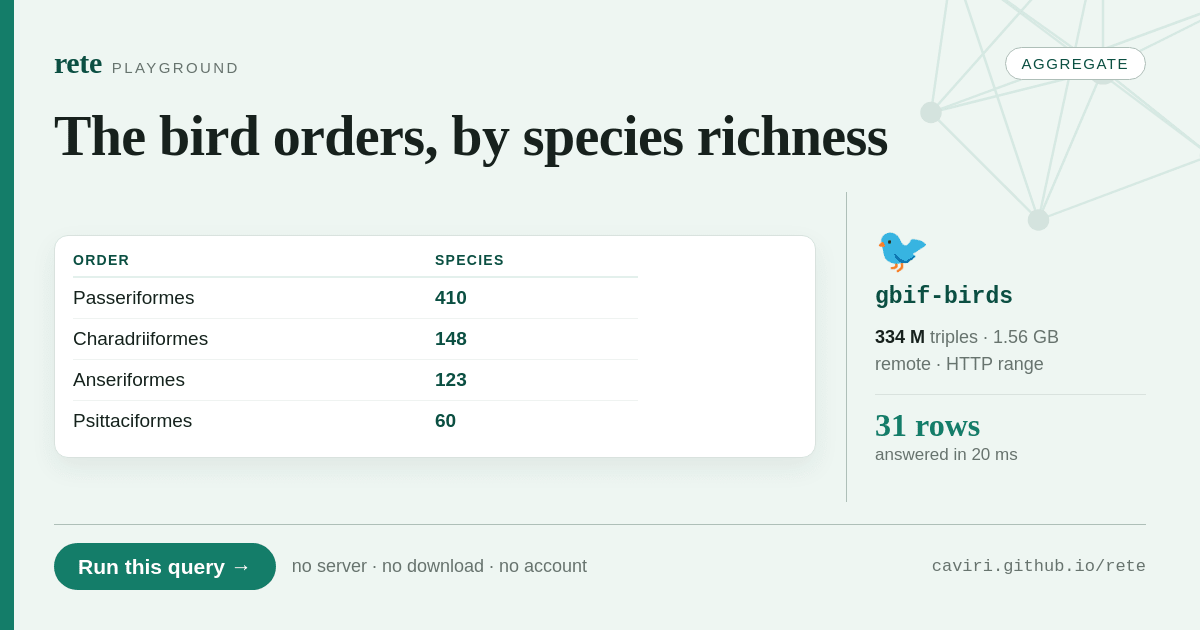 rete PLAYGROUND
AGGREGATE
The bird orders, by species richness
ORDER SPECIES
Passeriformes 410
Charadriiformes 148
Anseriformes 123
Psittaciformes 60
gbif-birds
334 M triples · 1.56 GB
remote · HTTP range
31 rows
answered in 20 ms
Run this query →
no server · no download · no account
caviri.github.io/rete